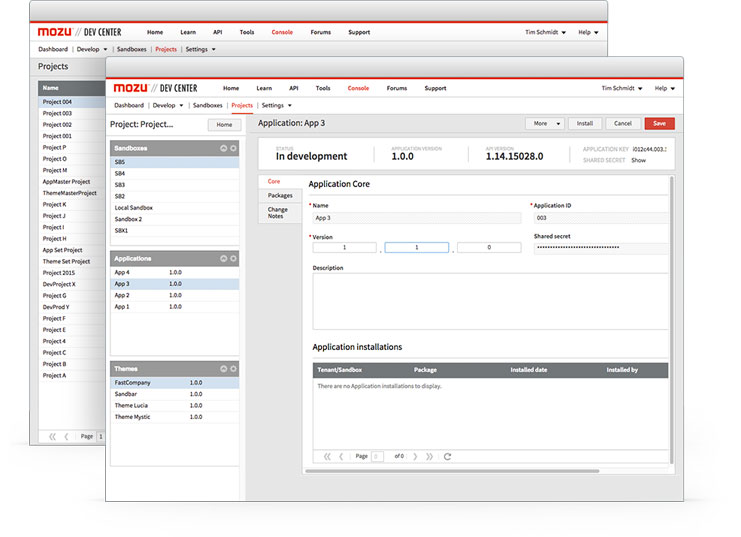 mozu // DEV CENTER Home Learn API Tools Console Forums Support Tim Schmidt Help
Dashboard | Develop | Sandboxes | Projects | Settings
Projects
Name
Project 004
Project 003
Project 002
Project 001
Project P
Project O
Project M
AppMaster Project
ThemeMasterProject
Project K
Project J
Project I
Project H
App Set Project
Theme Set Project
Project 2015
DevProject X
Project G
DevProd Y
Project F
Project E
Project 4
Project C
Project B
Project A
Page 1
mozu // DEV CENTER Home Learn API Tools Console Forums Support Tim Schmidt Help
Dashboard | Develop | Sandboxes | Projects | Settings
Project: Project... Home
Sandboxes
SB5
SB4
SB3
SB2
Local Sandbox
Sandbox 2
SBX1
Applications
App 4 1.0.0
App 3 1.0.0
App 2 1.0.0
App 1 1.0.0
Themes
FastCompany 1.0.0
Sandbar 1.0.0
Theme Lucia 1.0.0
Theme Mystic 1.0.0
Application: App 3 More Install Cancel Save
STATUS
In development
APPLICATION VERSION
1.0.0
API VERSION
1.14.15028.0
APPLICATION KEY
SHARED SECRET Show
Core
Packages
Change Notes
Application Core
* Name
App 3
* Application ID
003
* Version
1 . 1 . 0
Shared secret
Description
Application installations
Tenant/Sandbox Package Installed date Installed by
There are no Application installations to display.
Page 0 of 0